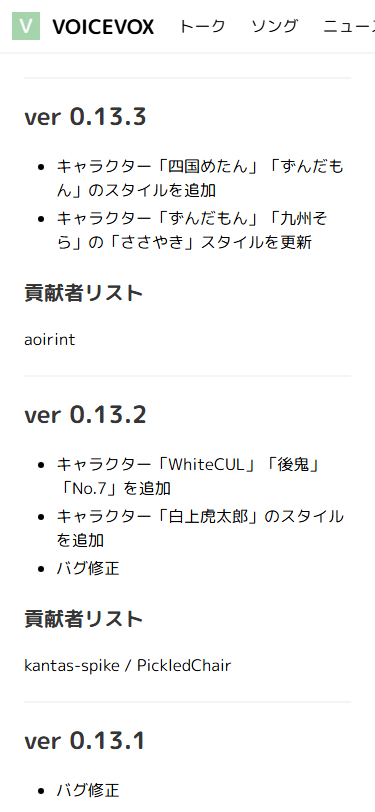 V VOICEVOX トーク ソング ニュース
ver 0.13.3
• キャラクター「四国めたん」「ずんだも
ん」のスタイルを追加
• キャラクター「ずんだもん」「九州そ
ら」の「ささやき」スタイルを更新
貢献者リスト
aoirint
ver 0.13.2
• キャラクター「WhiteCUL」「後鬼」
「No.7」を追加
• キャラクター「白上虎太郎」のスタイル
を追加
• バグ修正
貢献者リスト
kantas-spike / PickledChair
ver 0.13.1
• バグ修正